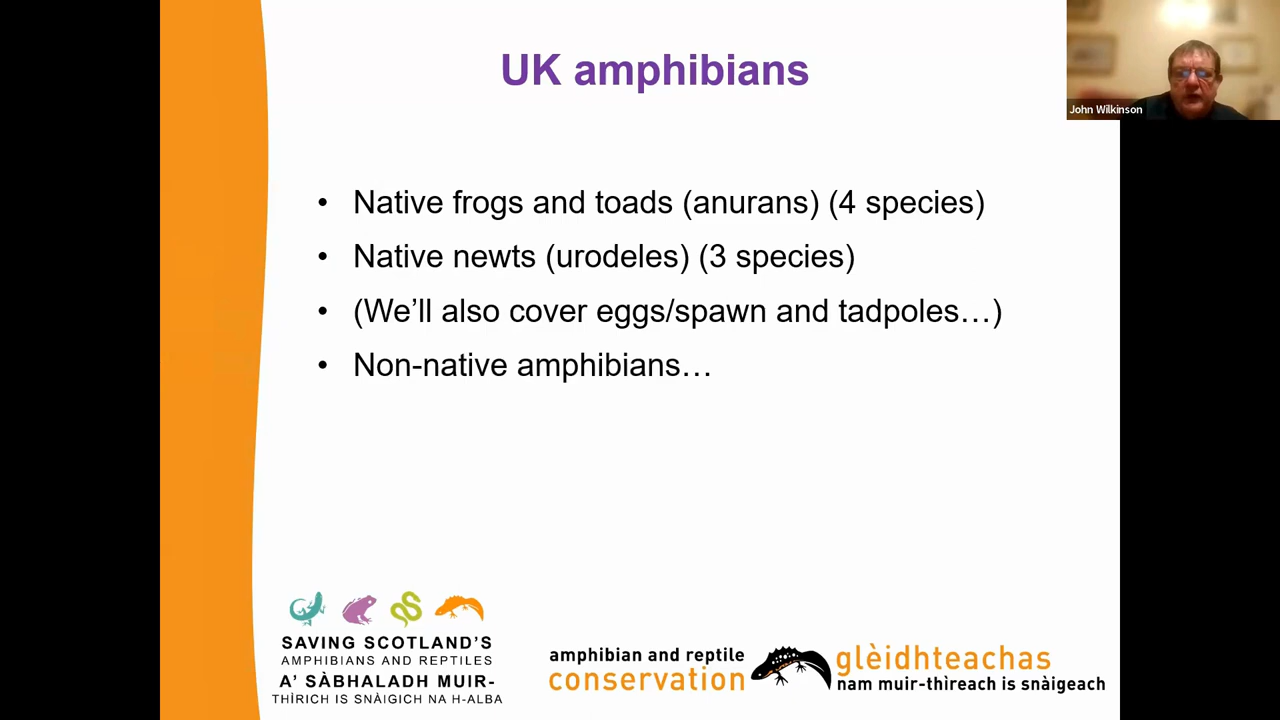 UK amphibians
John Wilkinson
• Native frogs and toads (anurans) (4 species)
• Native newts (urodeles) (3 species)
• (We’ll also cover eggs/spawn and tadpoles…)
• Non-native amphibians…
SAVING SCOTLAND’S
AMPHIBIANS AND REPTILES
A’ SÀBHALADH MUIR-
THÌRICH IS SNÀIGICH NA H-ALBA
amphibian and reptile
conservation
glèidhteachas
nam muir-thìreach is snàigeach